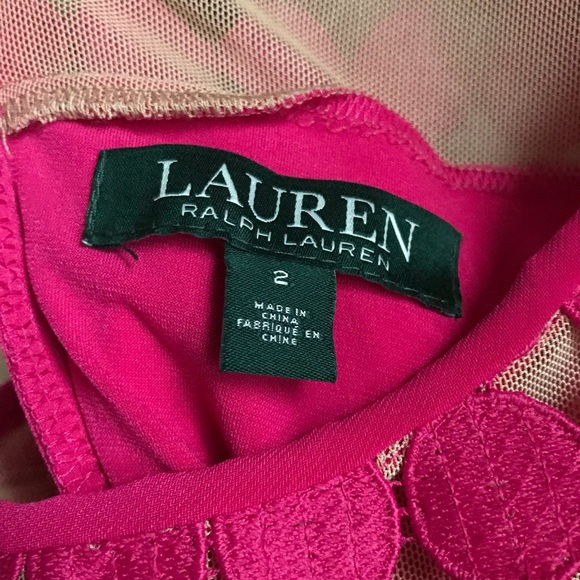 LAUREN
RALPH LAUREN
2
MADE IN
CHINA
FABRIQUÉ EN
CHINE